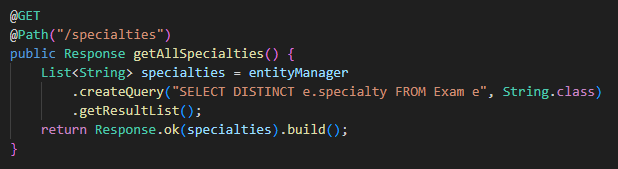 @GET
@Path("/specialties")
public Response getAllSpecialties() {
    List<String> specialties = entityManager
        .createQuery("SELECT DISTINCT e.specialty FROM Exam e", String.class)
        .getResultList();
    return Response.ok(specialties).build();
}